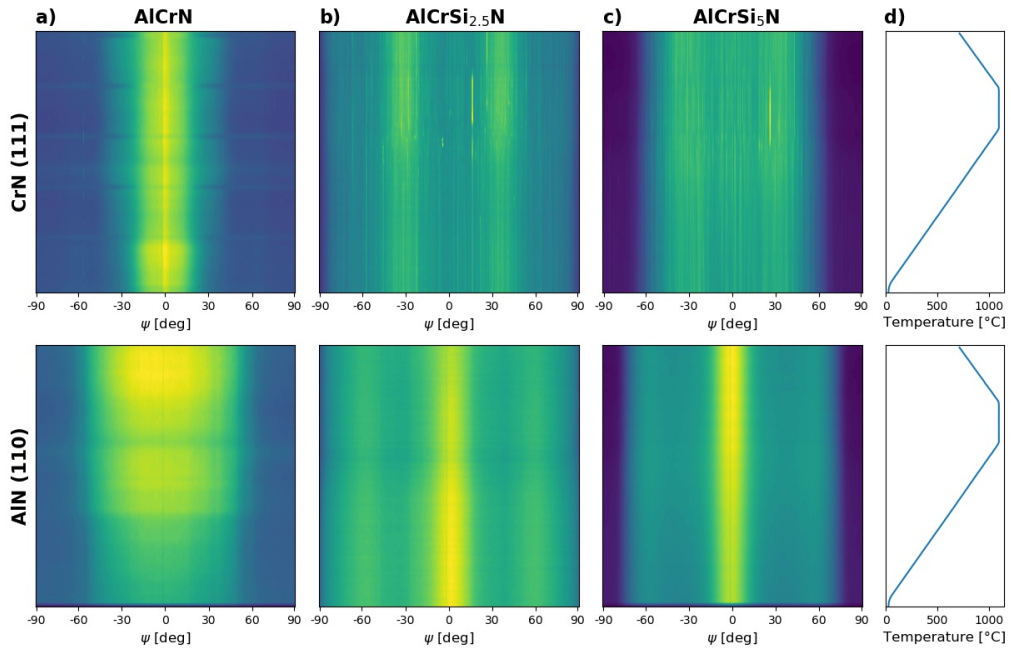 a) AlCrN b) AlCrSi2.5N c) AlCrSi5N d)
CrN (111)
-90 -60 -30 0 30 60 90 -90 -60 -30 0 30 60 90 -90 -60 -30 0 30 60 90 0 500 1000
ψ [deg] ψ [deg] ψ [deg] Temperature [°C]
AlN (110)
-90 -60 -30 0 30 60 90 -90 -60 -30 0 30 60 90 -90 -60 -30 0 30 60 90 0 500 1000
ψ [deg] ψ [deg] ψ [deg] Temperature [°C]